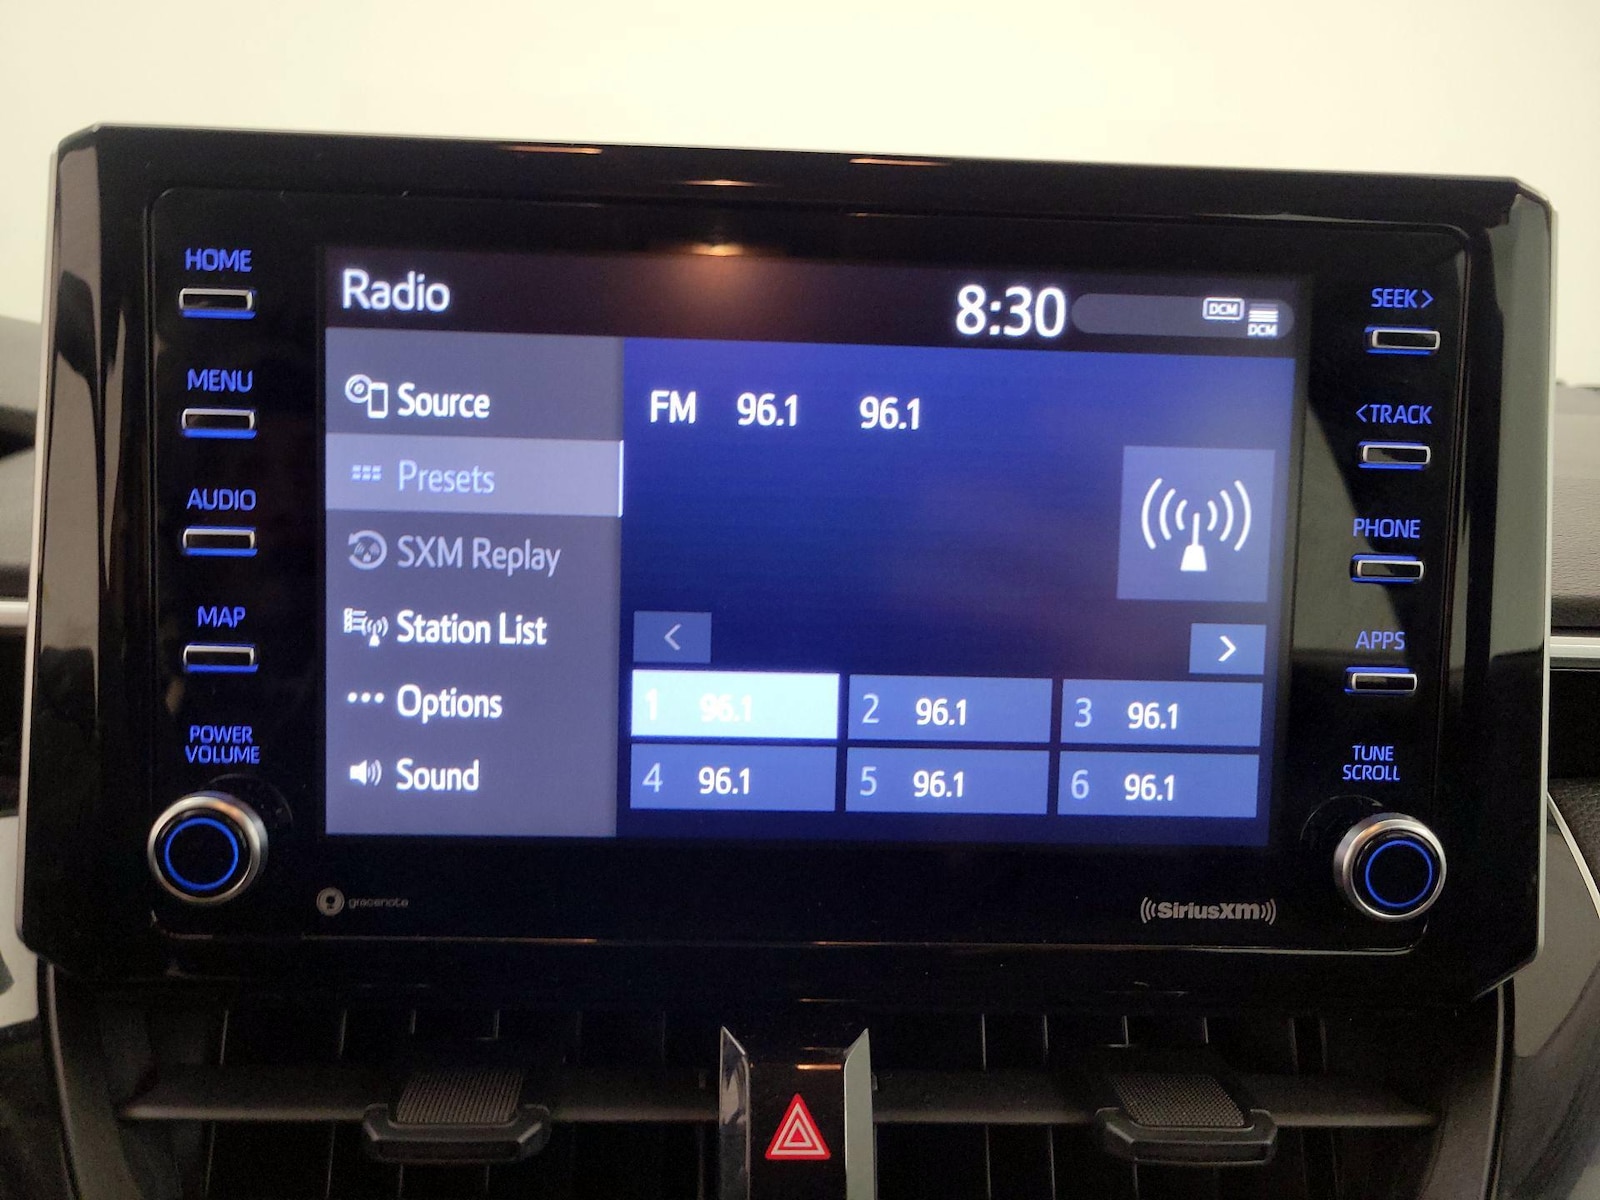 HOME
MENU
AUDIO
MAP
POWER
VOLUME
Radio
8:30
DCM
DCM
Source
Presets
SXM Replay
Station List
Options
Sound
FM 96.1 96.1
<
>
1 96.1
2 96.1
3 96.1
4 96.1
5 96.1
6 96.1
SEEK>
<TRACK
PHONE
APPS
TUNE
SCROLL
gracenote
((SiriusXM))